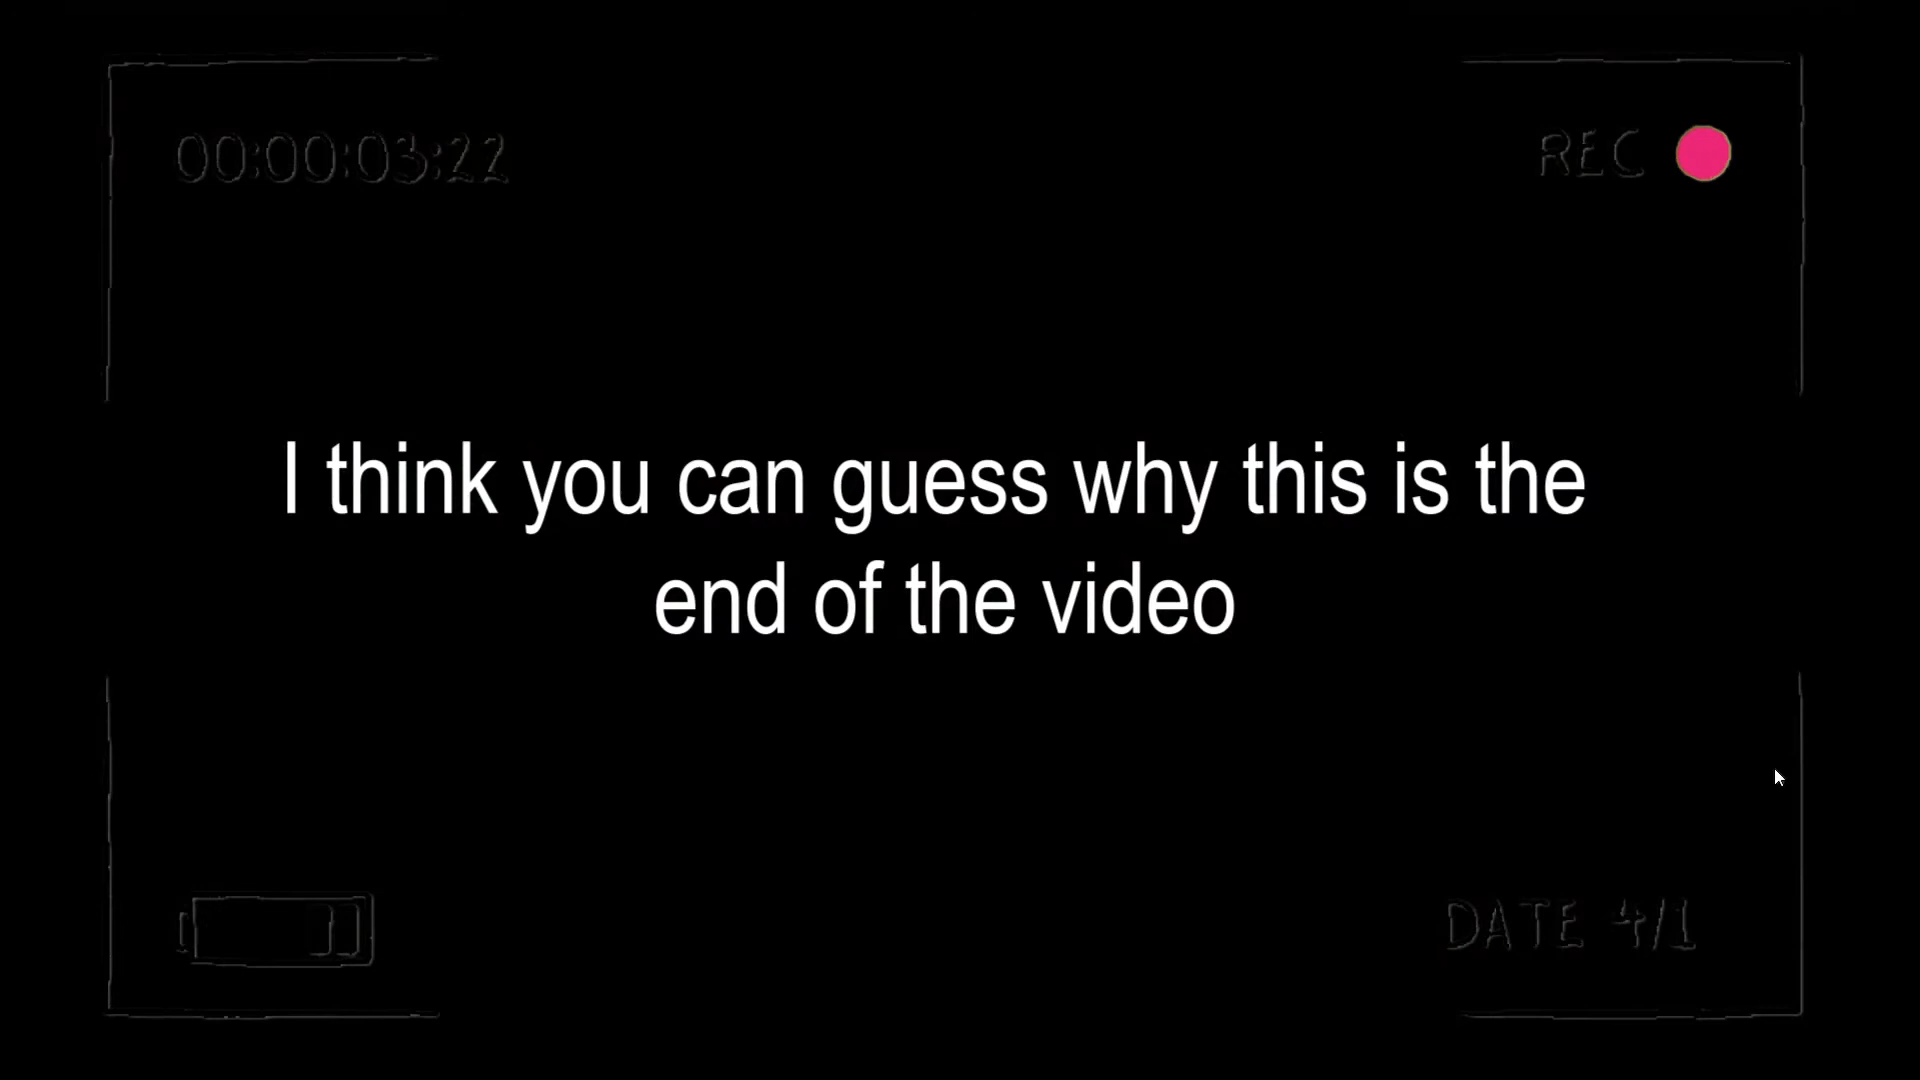 00:00:03:22
REC
I think you can guess why this is the
end of the video
DATE 4/1